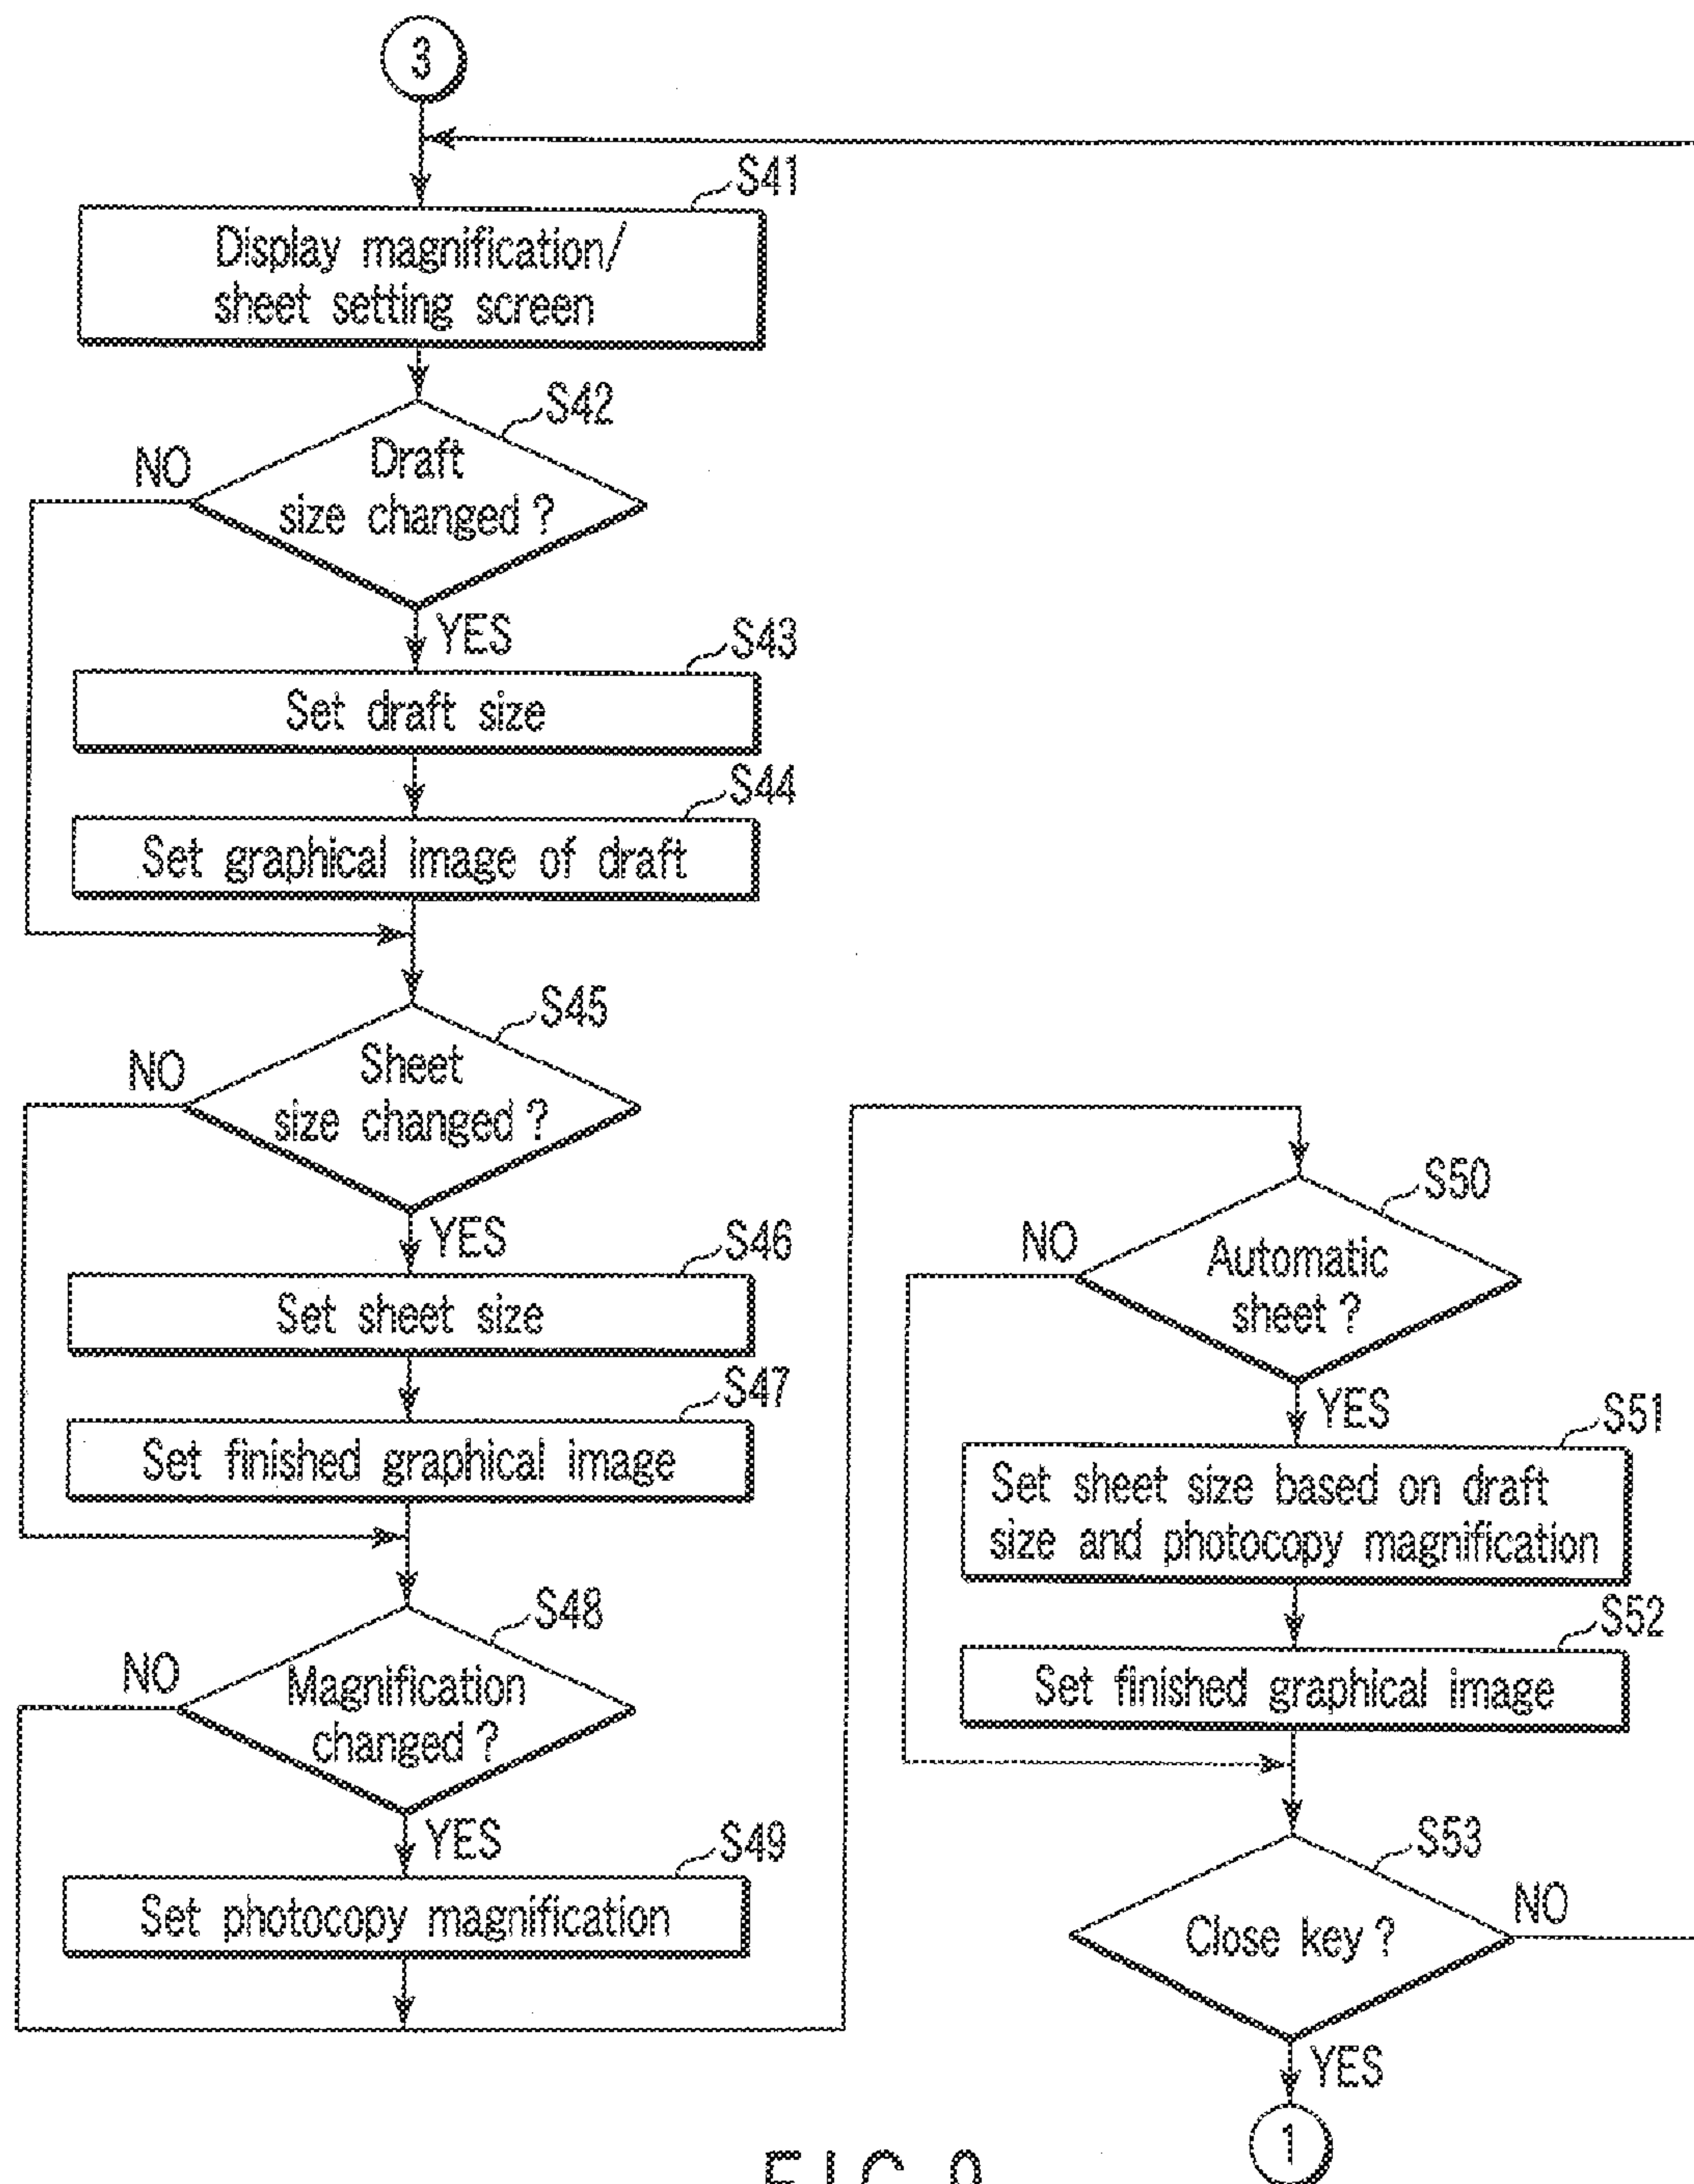 3
S41
Display magnification/
sheet setting screen
S42
Draft
size changed ?
NO
YES
S43
Set draft size
S44
Set graphical image of draft
S45
Sheet
size changed ?
NO
YES
S46
Set sheet size
S47
Set finished graphical image
S48
Magnification
changed ?
NO
YES
S49
Set photocopy magnification
S50
Automatic
sheet ?
NO
YES
S51
Set sheet size based on draft
size and photocopy magnification
S52
Set finished graphical image
S53
Close key ?
NO
YES
1